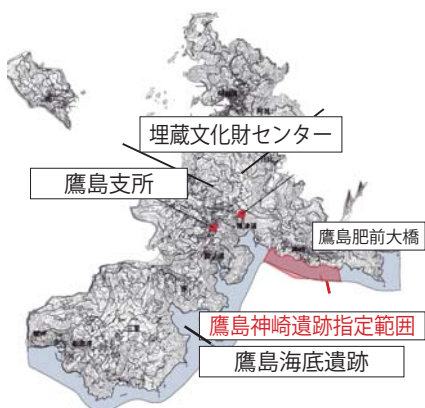 埋蔵文化財センター
鷹島支所
鷹島肥前大橋
鷹島神崎遺跡指定範囲
鷹島海底遺跡